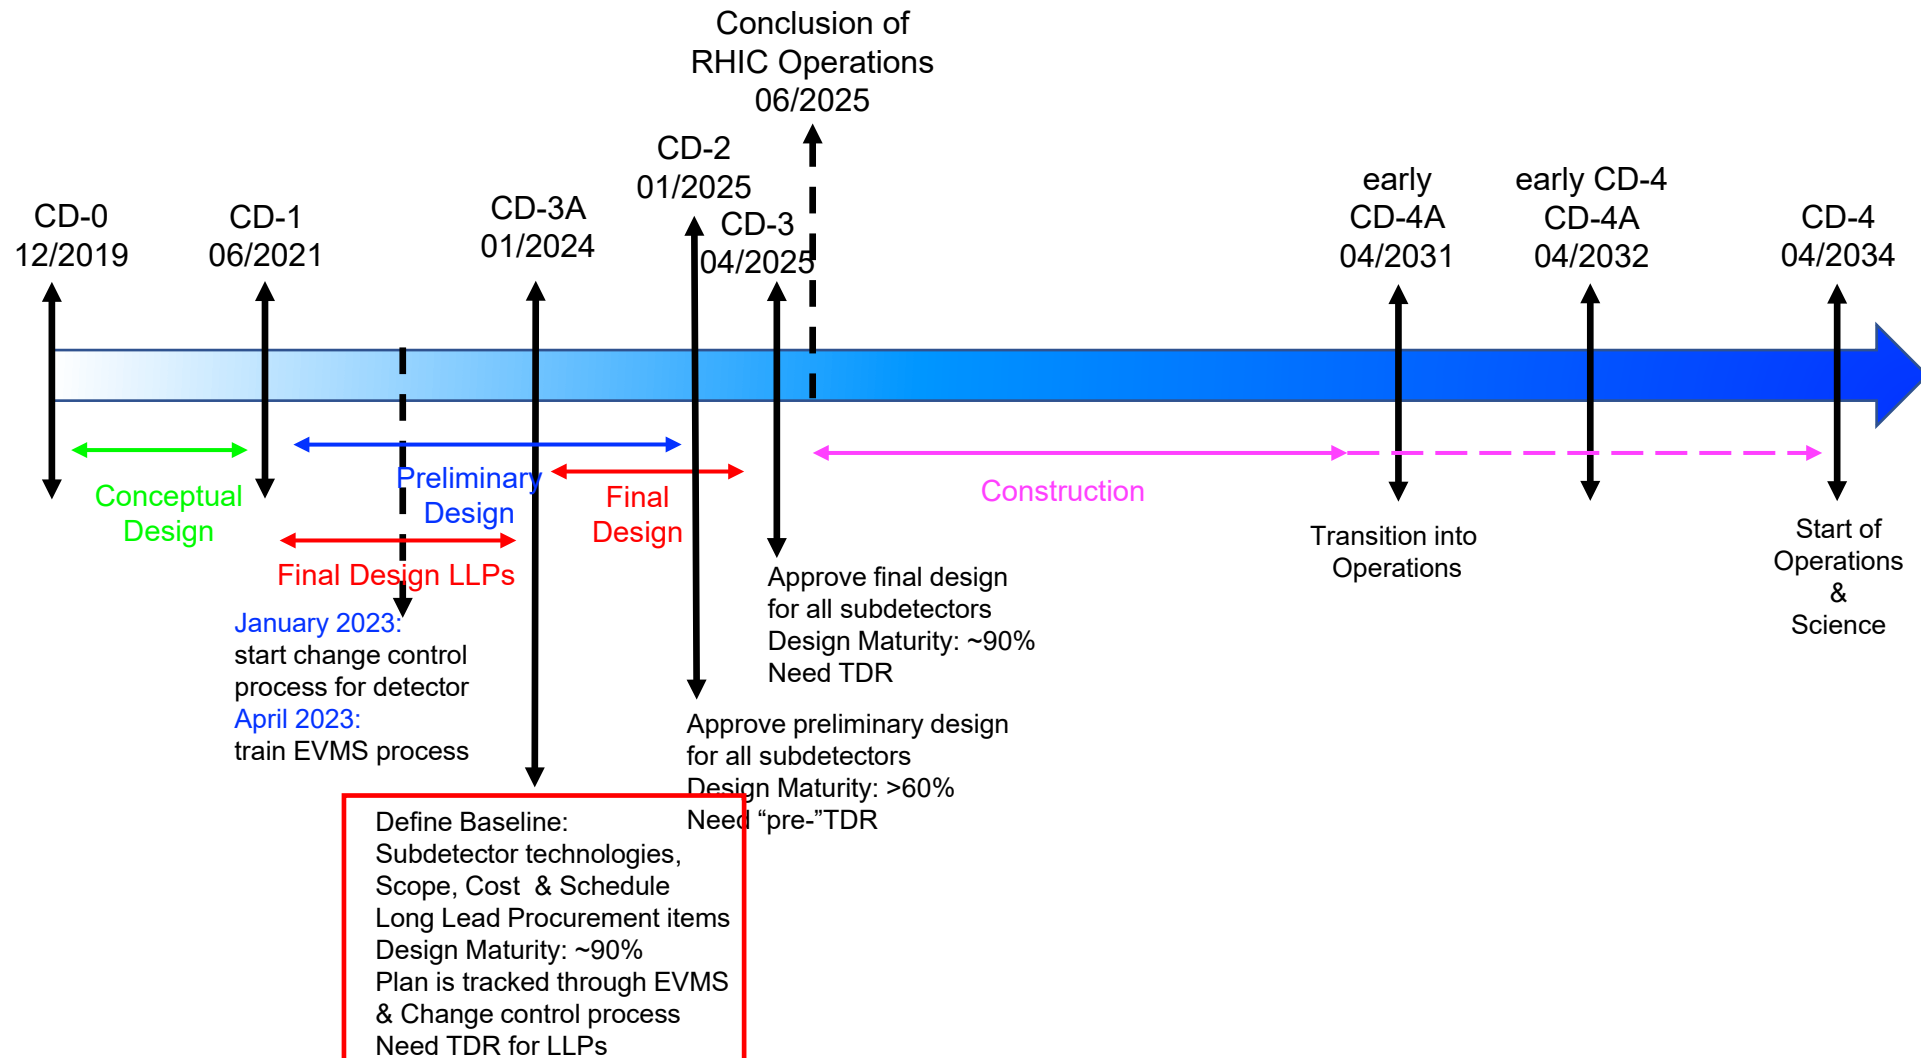 Conclusion of
RHIC Operations
06/2025
CD-2
01/2025
CD-0
12/2019
CD-1
06/2021
CD-3A
01/2024
CD-3
04/2025
early
CD-4A
04/2031
early CD-4
CD-4A
04/2032
CD-4
04/2034
Conceptual
Design
Preliminary
Design
Final
Design
Final Design LLPs
Construction
January 2023:
start change control
process for detector
April 2023:
train EVMS process
Approve final design
for all subdetectors
Design Maturity: ~90%
Need TDR
Transition into
Operations
Start of
Operations
&
Science
Approve preliminary design
for all subdetectors
Design Maturity: >60%
Need “pre-”TDR
Define Baseline:
Subdetector technologies,
Scope, Cost & Schedule
Long Lead Procurement items
Design Maturity: ~90%
Plan is tracked through EVMS
& Change control process
Need TDR for LLPs